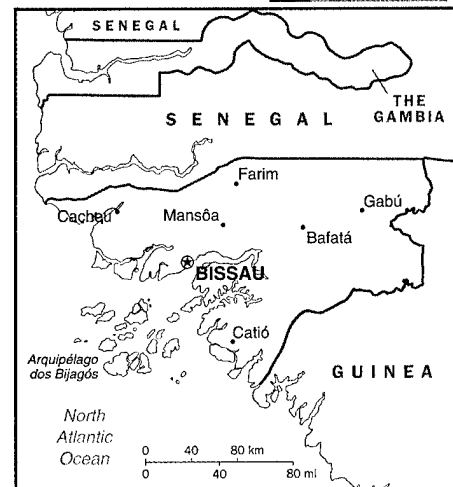 SENEGAL
THE
GAMBIA
SENEGAL
Farim
Gabú
Cacheu
Mansôa
Bafatá
BISSAU
Catió
Arquipélago
dos Bijagós
GUINEA
North
Atlantic
Ocean
0 40 80 km
0 40 80 mi